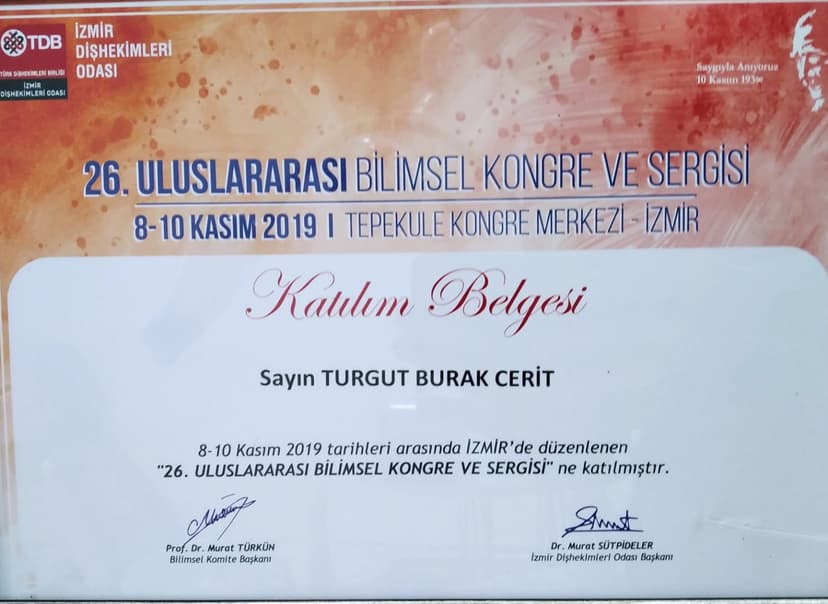 TDB
TÜRK DİŞHEKİMLERİ BİRLİĞİ
İZMİR
DİŞHEKİMLERİ ODASI
İZMİR
DİŞHEKİMLERİ
ODASI
Saygıyla Anıyoruz
10 Kasım 193∞
26. ULUSLARARASI BİLİMSEL KONGRE VE SERGİSİ
8-10 KASIM 2019 I TEPEKULE KONGRE MERKEZİ - İZMİR
Katılım Belgesi
Sayın TURGUT BURAK CERİT
8-10 Kasım 2019 tarihleri arasında İZMİR'de düzenlenen
"26. ULUSLARARASI BİLİMSEL KONGRE VE SERGİSİ" ne katılmıştır.
Prof. Dr. Murat TÜRKÜN
Bilimsel Komite Başkanı
Dr. Murat SÜTPİDELER
İzmir Dişhekimleri Odası Başkanı